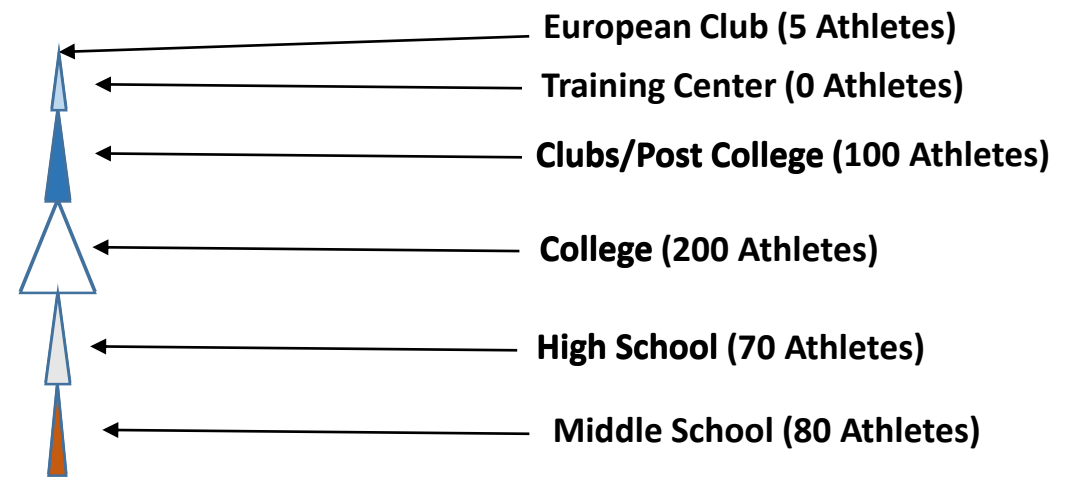 European Club (5 Athletes)
Training Center (0 Athletes)
Clubs/Post College (100 Athletes)
College (200 Athletes)
High School (70 Athletes)
Middle School (80 Athletes)